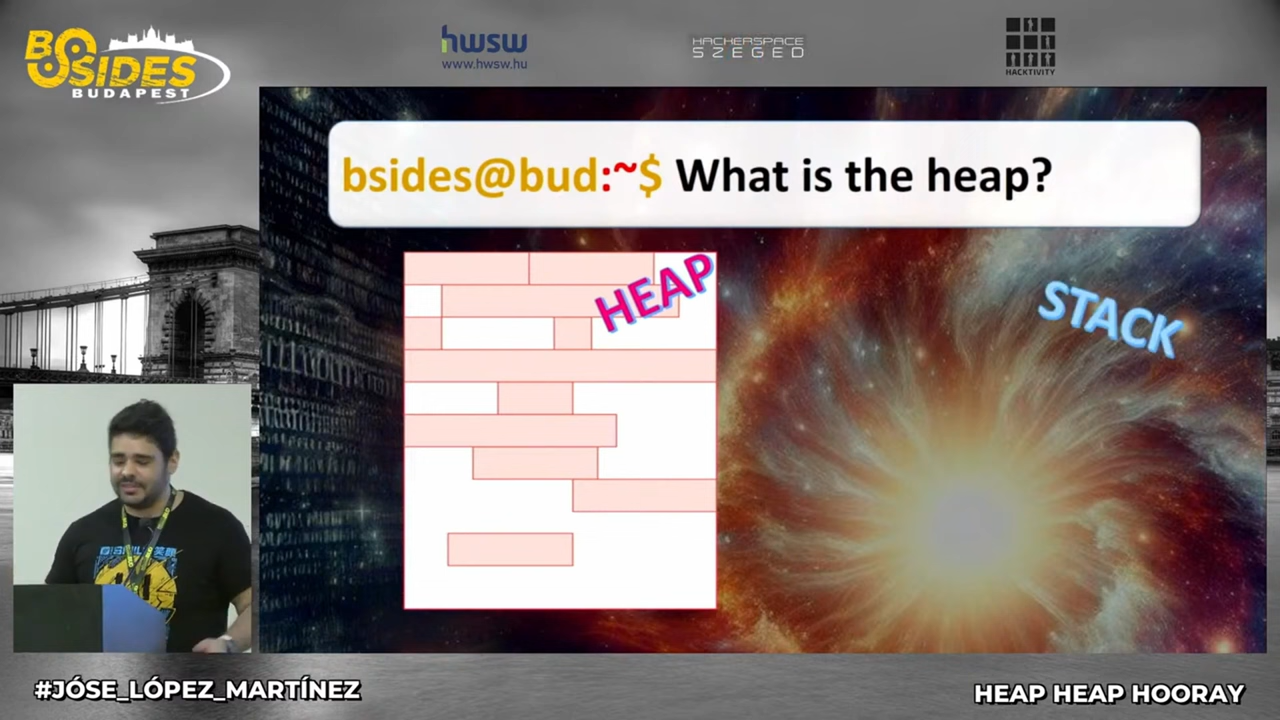 BSIDES
BUDAPEST
hwsw
www.hwsw.hu
HACKERSPACE
SZEGED
HACKTIVITY
bsides@bud:~$ What is the heap?
HEAP
STACK
#JÓSE_LÓPEZ_MARTÍNEZ
HEAP HEAP HOORAY